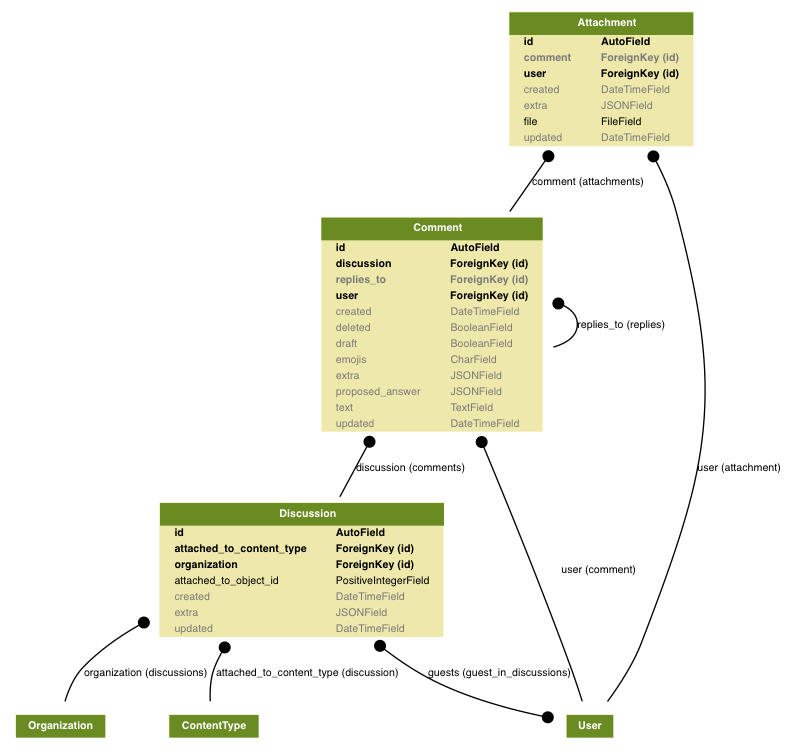 Attachment
id AutoField
comment ForeignKey (id)
user ForeignKey (id)
created DateTimeField
extra JSONField
file FileField
updated DateTimeField
comment (attachments)
Comment
id AutoField
discussion ForeignKey (id)
replies_to ForeignKey (id)
user ForeignKey (id)
created DateTimeField
deleted BooleanField
draft BooleanField
emojis CharField
extra JSONField
proposed_answer JSONField
text TextField
updated DateTimeField
replies_to (replies)
discussion (comments)
user (attachment)
Discussion
id AutoField
attached_to_content_type ForeignKey (id)
organization ForeignKey (id)
attached_to_object_id PositiveIntegerField
created DateTimeField
extra JSONField
updated DateTimeField
user (comment)
organization (discussions)
attached_to_content_type (discussion)
guests (guest_in_discussions)
Organization
ContentType
User